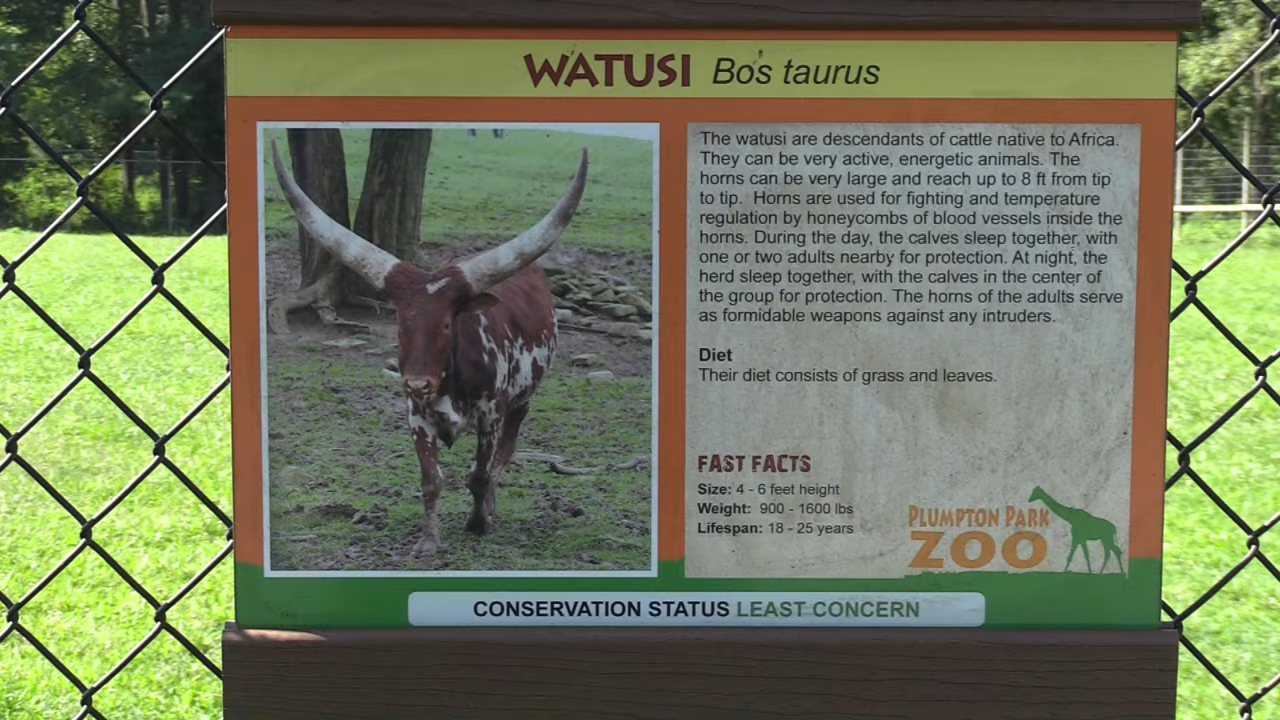 WATUSI Bos taurus
The watusi are descendants of cattle native to Africa.
They can be very active, energetic animals. The
horns can be very large and reach up to 8 ft from tip
to tip. Horns are used for fighting and temperature
regulation by honeycombs of blood vessels inside the
horns. During the day, the calves sleep together, with
one or two adults nearby for protection. At night, the
herd sleep together, with the calves in the center of
the group for protection. The horns of the adults serve
as formidable weapons against any intruders.
Diet
Their diet consists of grass and leaves.
FAST FACTS
Size: 4 - 6 feet height
Weight: 900 - 1600 lbs
Lifespan: 18 - 25 years
PLUMPTON PARK
ZOO
CONSERVATION STATUS LEAST CONCERN